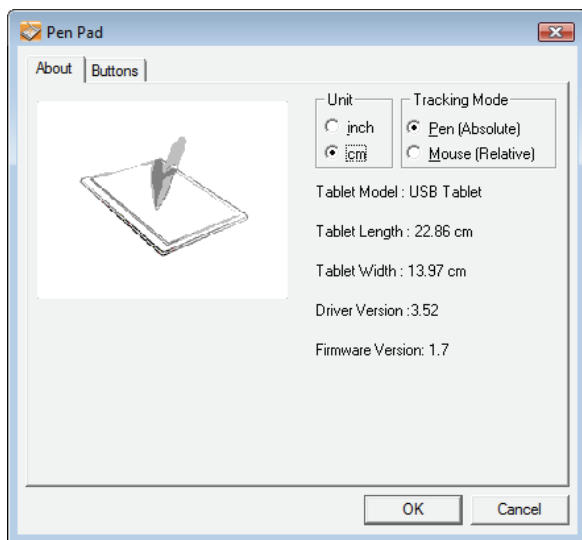 Pen Pad
About
Buttons
Unit
inch
cm
Tracking Mode
Pen (Absolute)
Mouse (Relative)
Tablet Model : USB Tablet
Tablet Length : 22.86 cm
Tablet Width : 13.97 cm
Driver Version :3.52
Firmware Version: 1.7
OK
Cancel